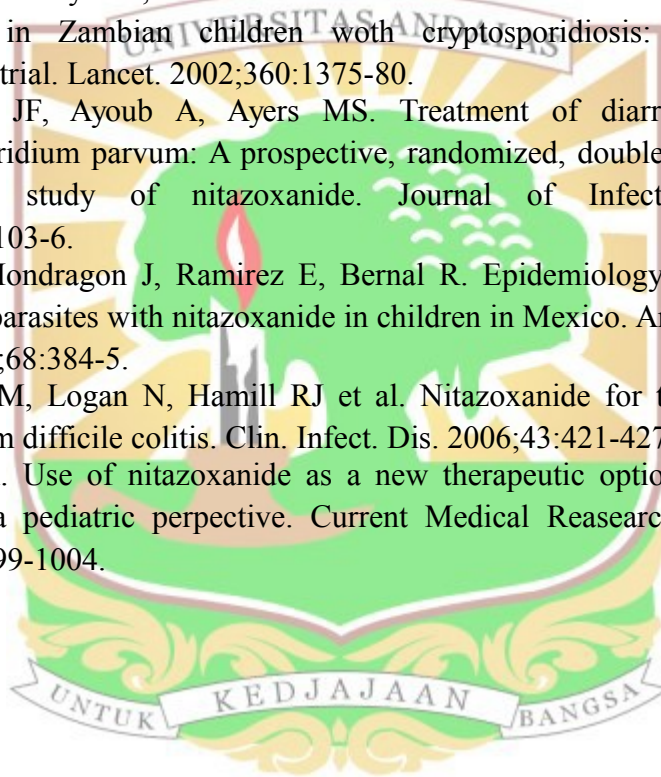 in Zambian children woth cryptosporidiosis:
UNIVERSITAS ANDALAS
trial. Lancet. 2002;360:1375-80.
JF, Ayoub A, Ayers MS. Treatment of diarr
ridium parvum: A prospective, randomized, double
study of nitazoxanide. Journal of Infect
103-6.
Mondragon J, Ramirez E, Bernal R. Epidemiology
parasites with nitazoxanide in children in Mexico. Ar
;68:384-5.
M, Logan N, Hamill RJ et al. Nitazoxanide for t
m difficile colitis. Clin. Infect. Dis. 2006;43:421-427
. Use of nitazoxanide as a new therapeutic optio
a pediatric perpective. Current Medical Reasearc
99-1004.
UNTUK KEDJAJAAN BANGSA